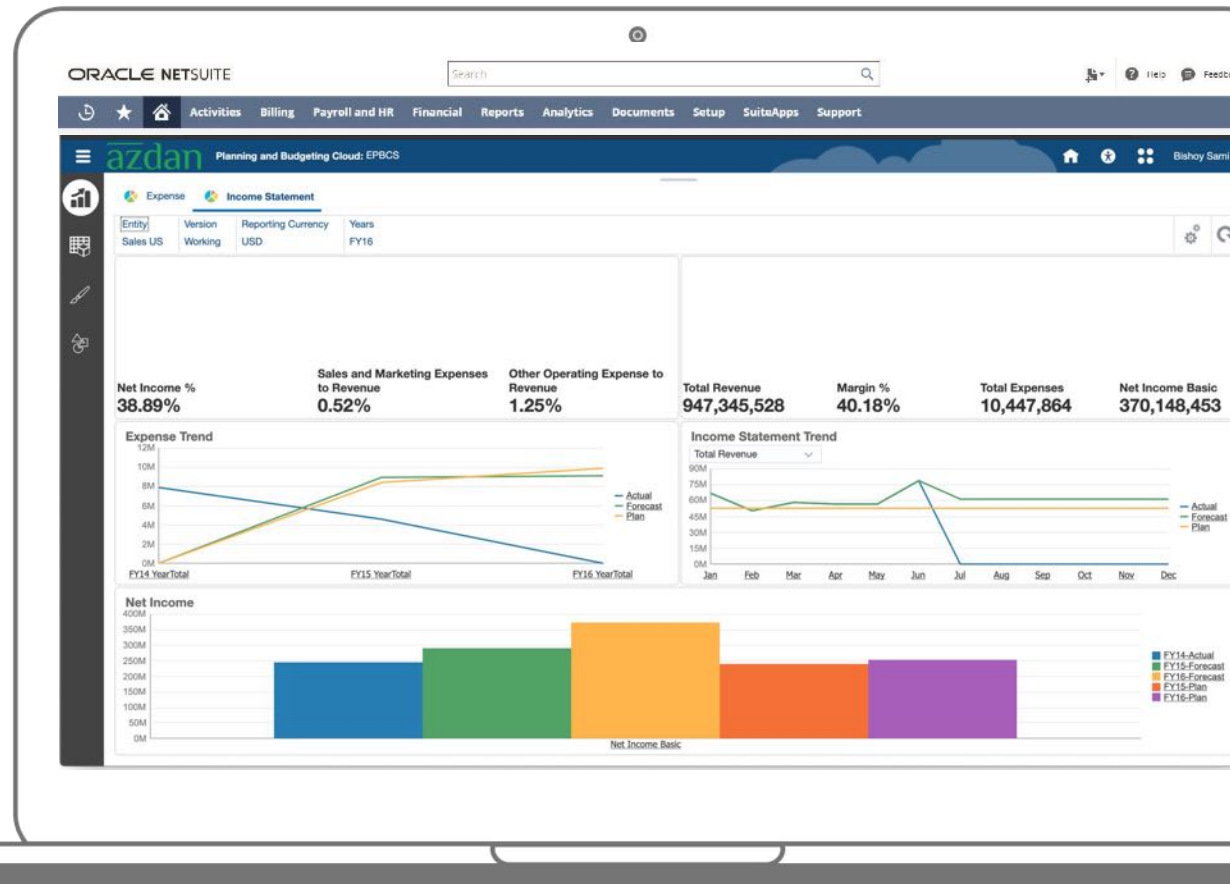 ORACLE NETSUITE
Search
Help
Feedb
Activities Billing Payroll and HR Financial Reports Analytics Documents Setup SuiteApps Support
azdan
Planning and Budgeting Cloud: EPBCS
Bishoy Sami
Expense Income Statement
Entity Version Reporting Currency Years
Sales US Working USD FY16
Net Income %
38.89%
Sales and Marketing Expenses
to Revenue
0.52%
Other Operating Expense to
Revenue
1.25%
Total Revenue
947,345,528
Margin %
40.18%
Total Expenses
10,447,864
Net Income Basic
370,148,453
Expense Trend
12M
10M
8M
6M
4M
2M
0M
FY14 YearTotal FY15 YearTotal FY16 YearTotal
Actual
Forecast
Plan
Income Statement Trend
Total Revenue
90M
75M
60M
45M
30M
15M
0M
Jan Feb Mar Apr May Jun Jul Aug Sep Oct Nov Dec
Actual
Forecast
Plan
Net Income
400M
350M
300M
250M
200M
150M
100M
50M
0M
Net Income Basic
FY14-Actual
FY15-Forecast
FY16-Forecast
FY15-Plan
FY16-Plan